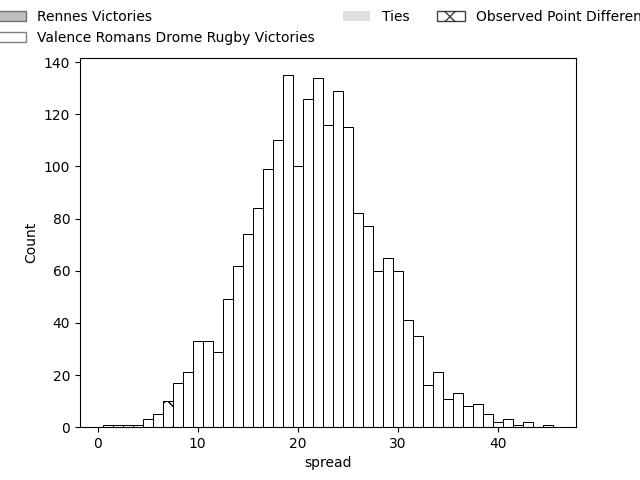 Rennes Victories
Ties
Observed Point Differen
Valence Romans Drome Rugby Victories
140
120
100
80
60
40
20
0
Count
0 10 20 30 40
spread